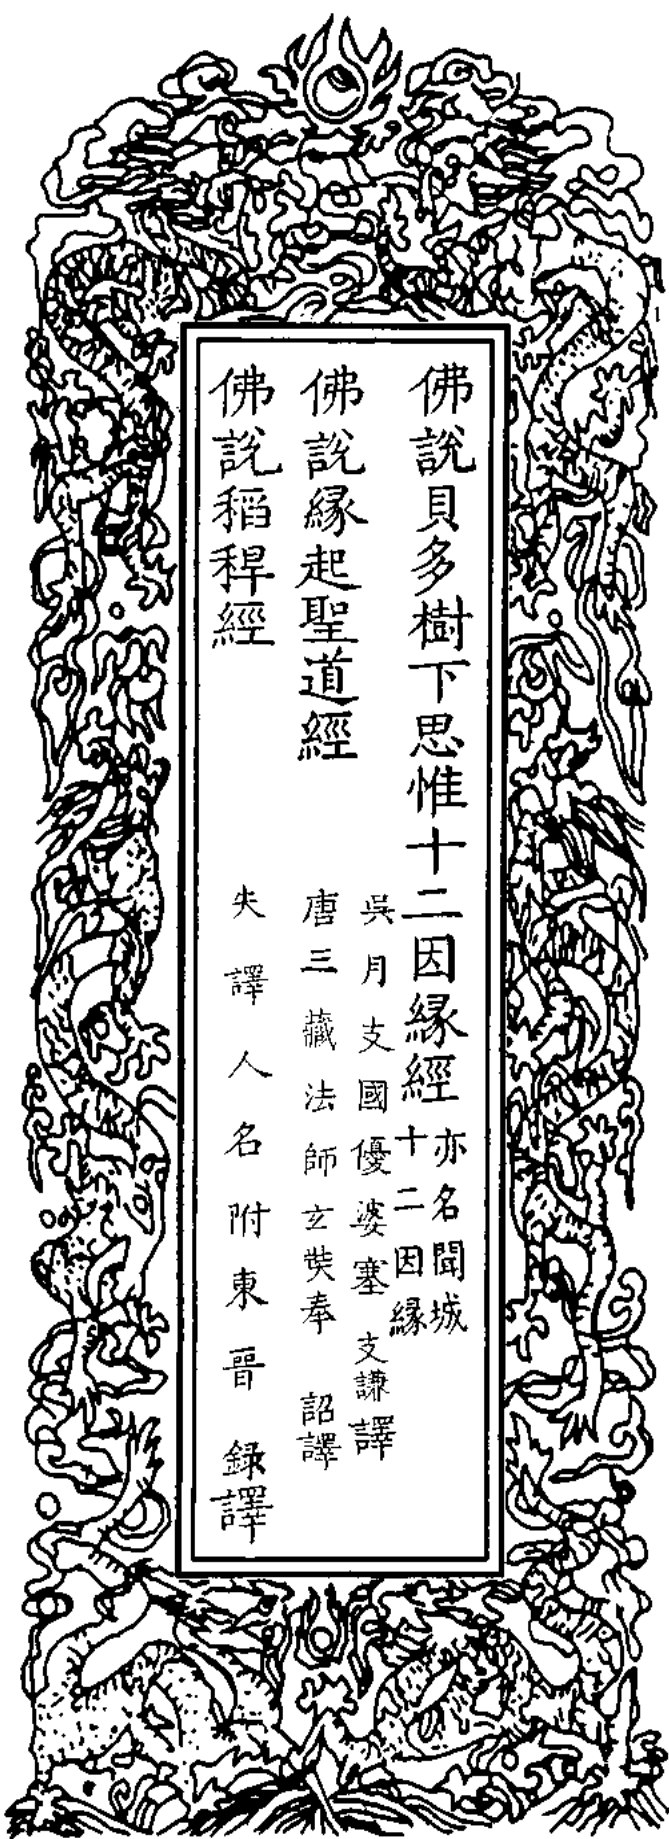 佛說貝多樹下思惟十二因緣經
亦名聞城
十二因緣
吳月支國優婆塞支謙譯
佛說緣起聖道經
唐三藏法師玄奘奉 詔譯
佛說稻稈經
失譯人名附東晉錄譯